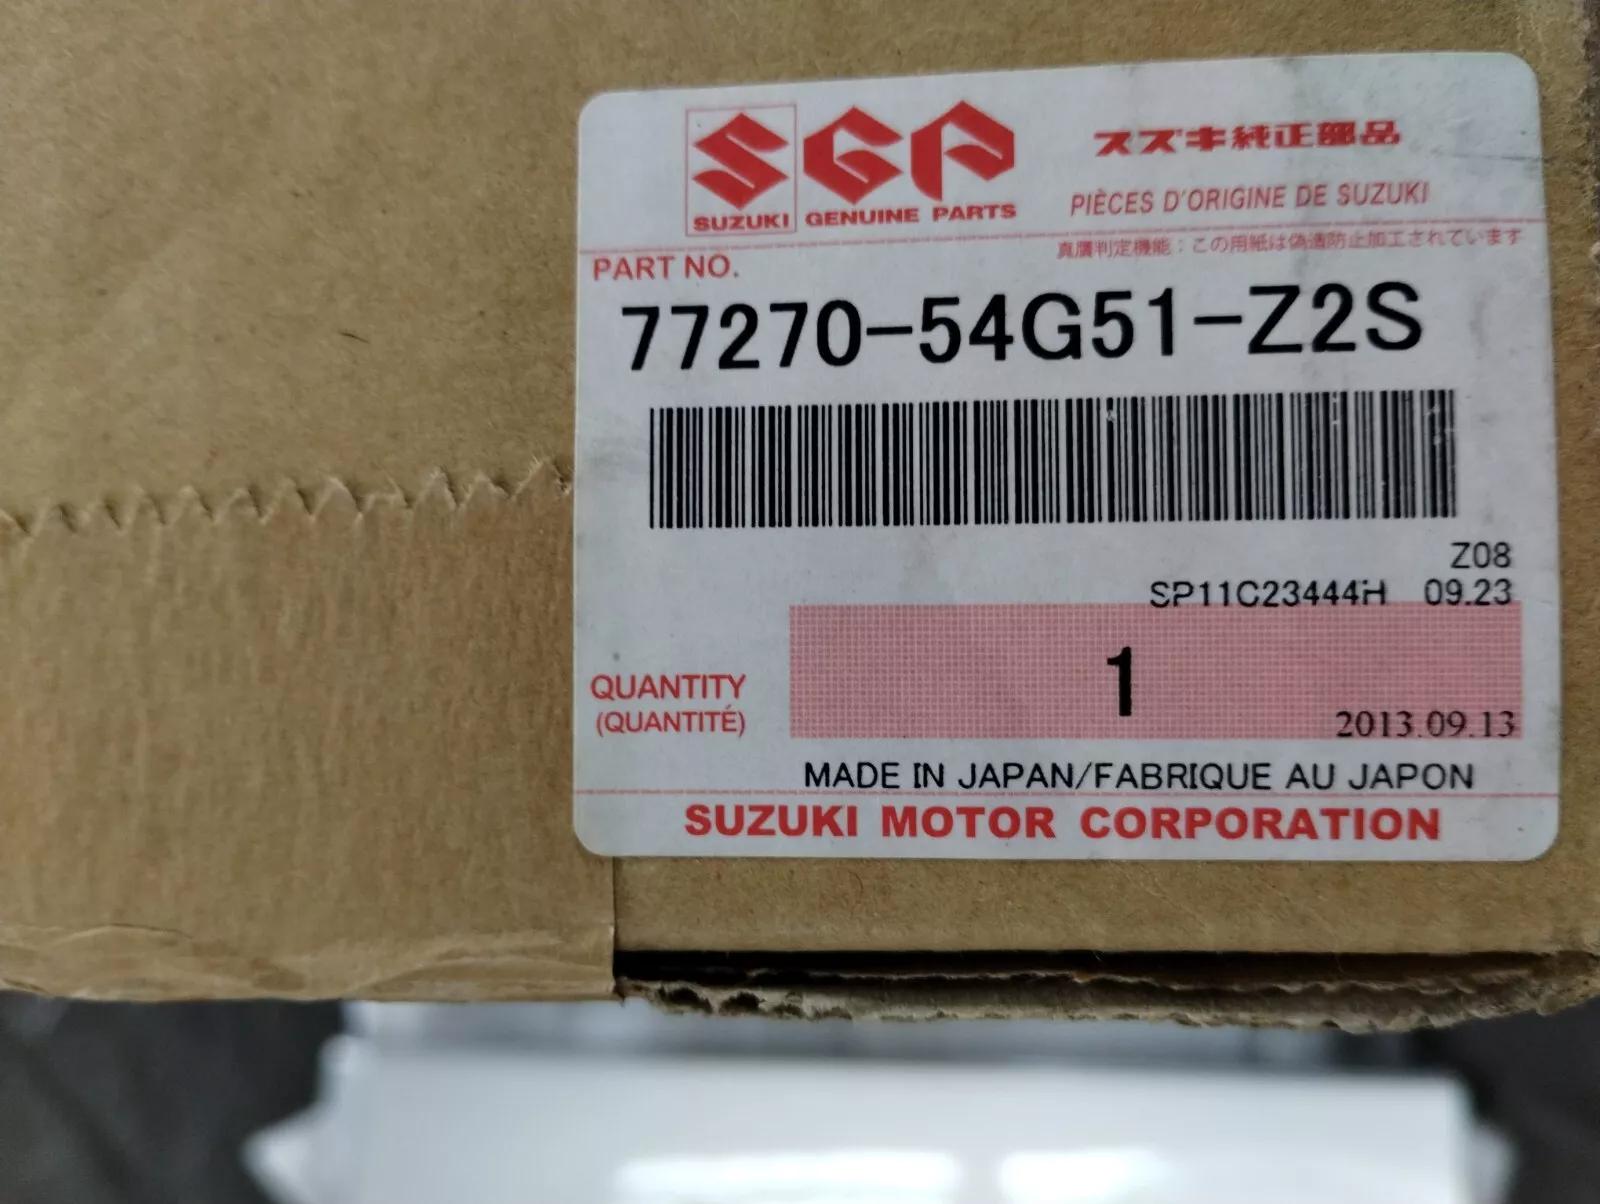 SUZUKI
SGP
GENUINE PARTS
スズキ純正部品
PIÈCES D'ORIGINE DE SUZUKI
真贋判定機能：この用紙は偽造防止加工されています
PART NO.
77270-54G51-Z2S
Z08
SP11C23444H 09.23
QUANTITY
(QUANTITÉ)
1
2013.09.13
MADE IN JAPAN/FABRIQUE AU JAPON
SUZUKI MOTOR CORPORATION